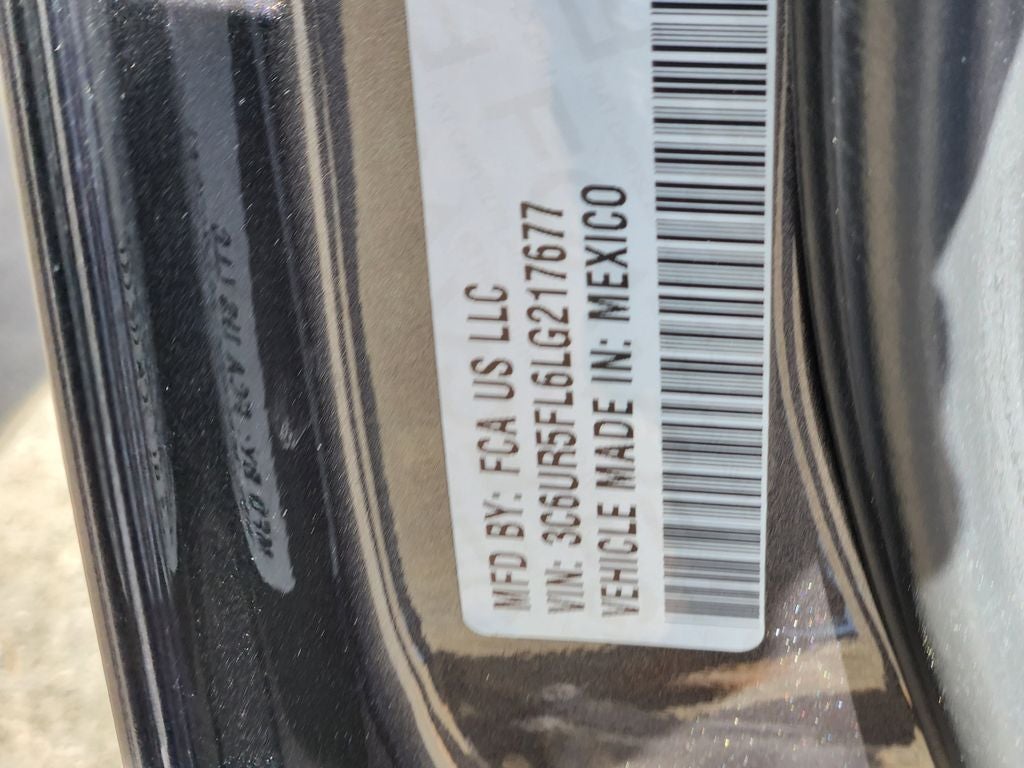 MFD BY: FCA US LLC
VIN: 3C6UR5FL6LG217677
VEHICLE MADE IN: MEXICO